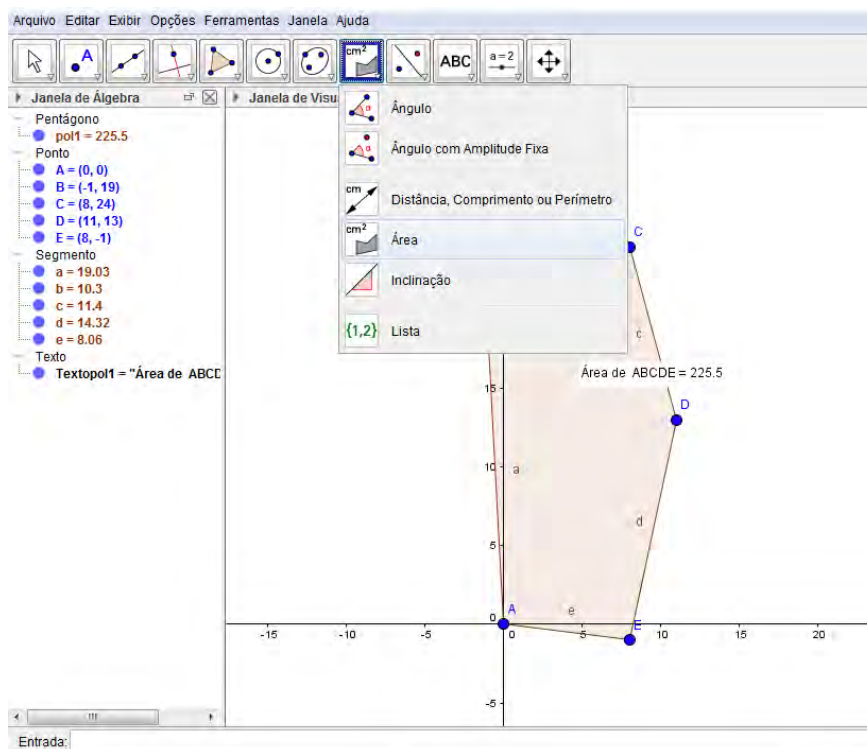 Arquivo Editar Exibir Opções Ferramentas Janela Ajuda
A
cm²
ABC
a=2
Janela de Álgebra
Janela de Visu
Pentágono
pol1 = 225.5
Ponto
A = (0, 0)
B = (-1, 19)
C = (8, 24)
D = (11, 13)
E = (8, -1)
Segmento
a = 19.03
b = 10.3
c = 11.4
d = 14.32
e = 8.06
Texto
Textopol1 = "Área de ABCD
α
Ângulo
α
Ângulo com Amplitude Fixa
cm
Distância, Comprimento ou Perímetro
cm²
Área
Inclinação
{1,2}
Lista
C
c
Área de ABCDE = 225.5
15
D
10
a
d
5
A
e
0
E
-15
-10
-5
0
5
10
15
20
-5
Entrada: